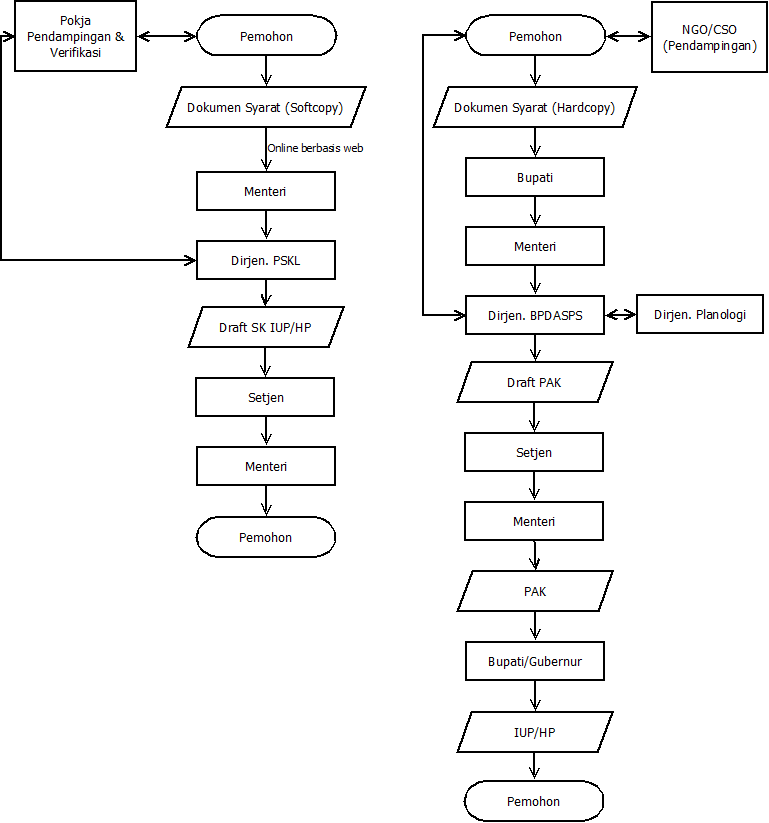 Pokja
Pendampingan &
Verifikasi
Pemohon
Dokumen Syarat (Softcopy)
Online berbasis web
Menteri
Dirjen. PSKL
Draft SK IUP/HP
Setjen
Menteri
Pemohon
Pemohon
NGO/CSO
(Pendampingan)
Dokumen Syarat (Hardcopy)
Bupati
Menteri
Dirjen. BPDASPS
Dirjen. Planologi
Draft PAK
Setjen
Menteri
PAK
Bupati/Gubernur
IUP/HP
Pemohon